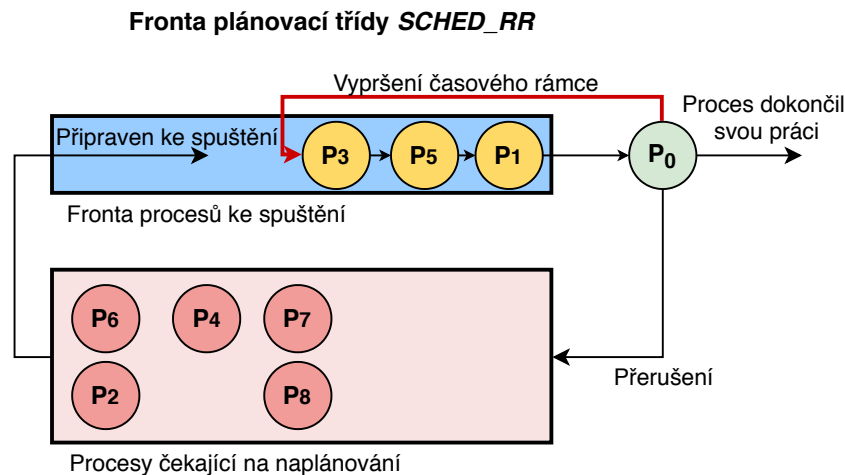 Fronta plánovací třídy SCHED_RR
Vypršení časového rámce
Proces dokončil
svou práci
Připraven ke spuštění
P3
P5
P1
P0
Fronta procesů ke spuštění
P6
P4
P7
P2
P8
Přerušení
Procesy čekající na naplánování